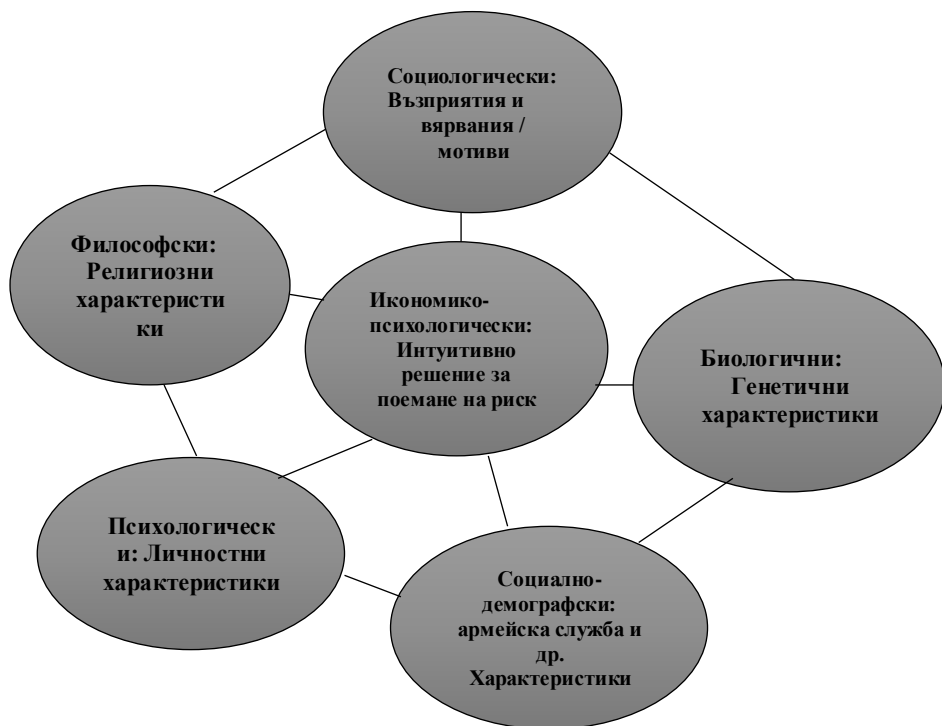 Социологически:
Възприятия и
вярвания /
мотиви
Философски:
Религиозни
характеристи
ки
Икономико-
психологически:
Интуитивно
решение за
поемане на риск
Биологични:
Генетични
характеристики
Психологическ
и: Личностни
характеристики
Социално-
демографски:
армейска служба и
др.
Характеристики